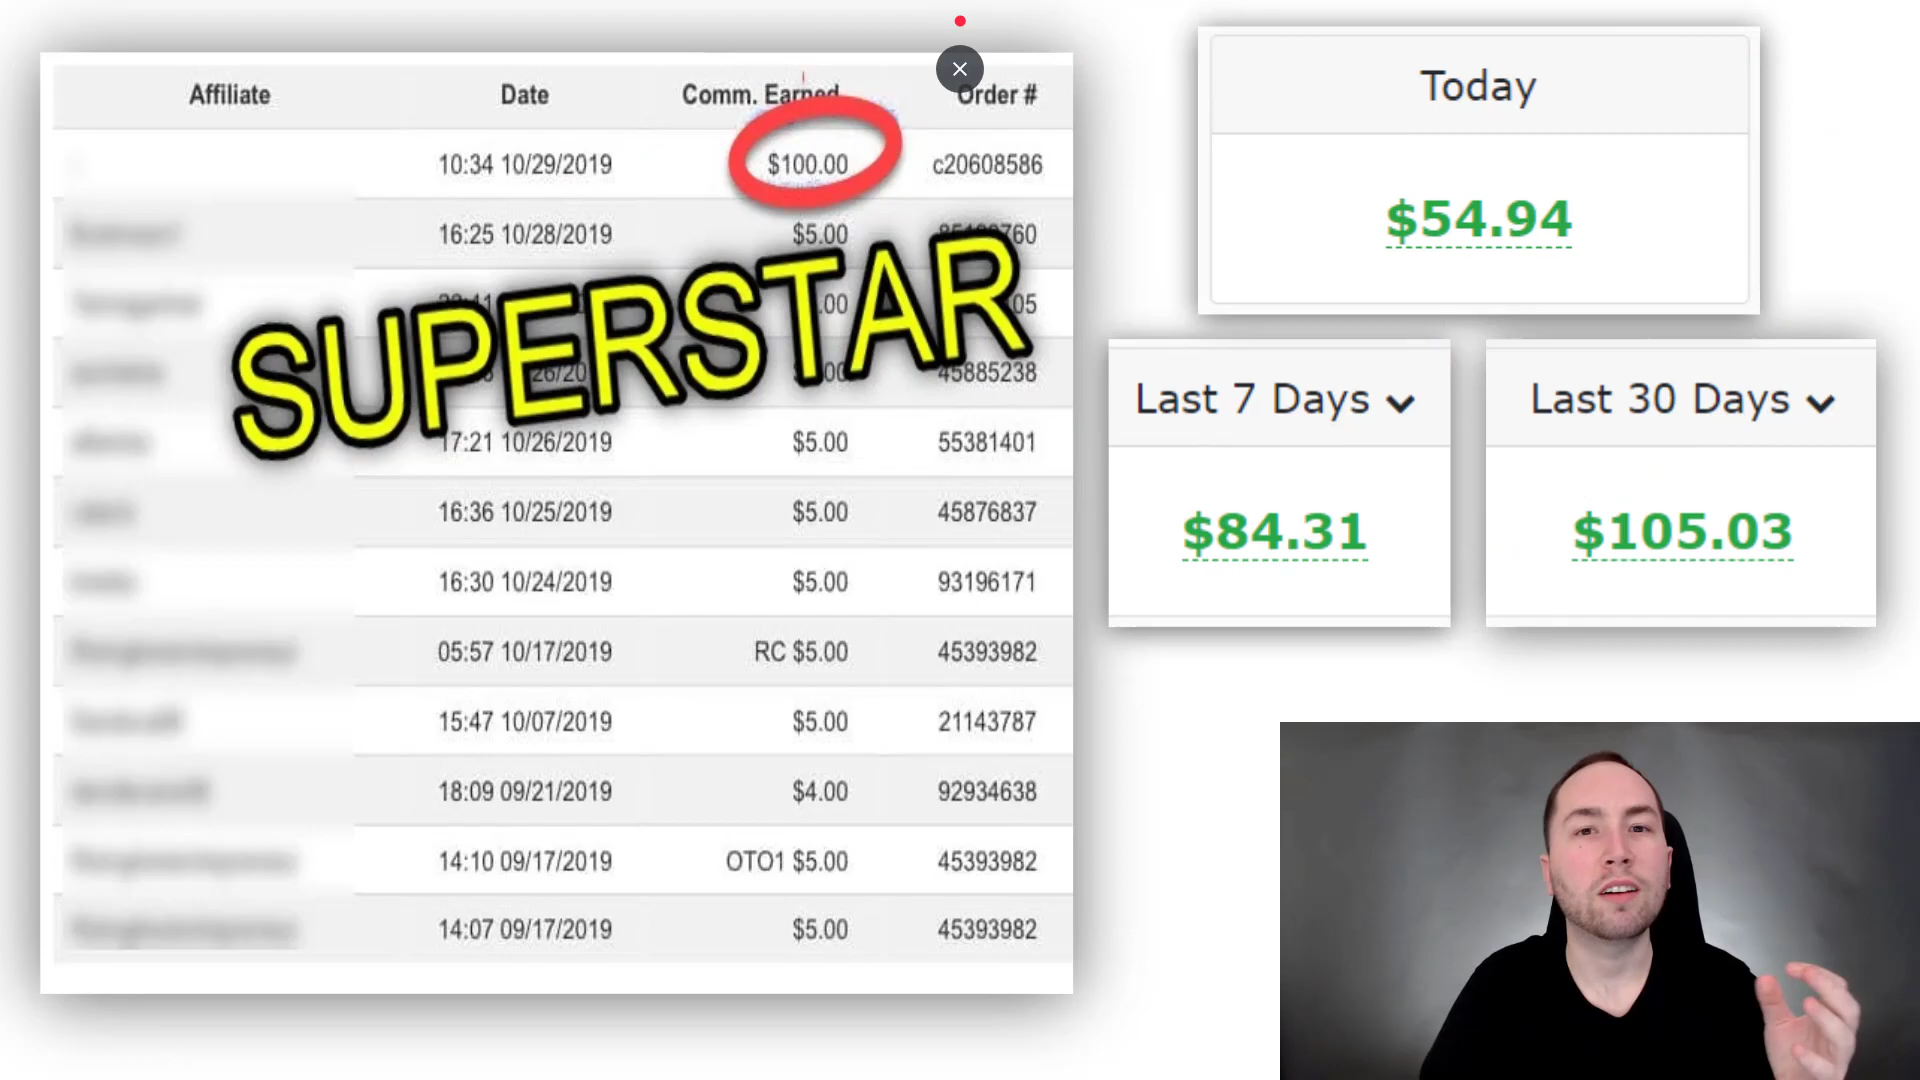 Affiliate Date Comm. Earned Order #
10:34 10/29/2019 $100.00 c20608586
16:25 10/28/2019 $5.00
SUPERSTAR
45885238
17:21 10/26/2019 $5.00 55381401
16:36 10/25/2019 $5.00 45876837
16:30 10/24/2019 $5.00 93196171
05:57 10/17/2019 RC $5.00 45393982
15:47 10/07/2019 $5.00 21143787
18:09 09/21/2019 $4.00 92934638
14:10 09/17/2019 OTO1 $5.00 45393982
14:07 09/17/2019 $5.00 45393982
Today
$54.94
Last 7 Days
$84.31
Last 30 Days
$105.03